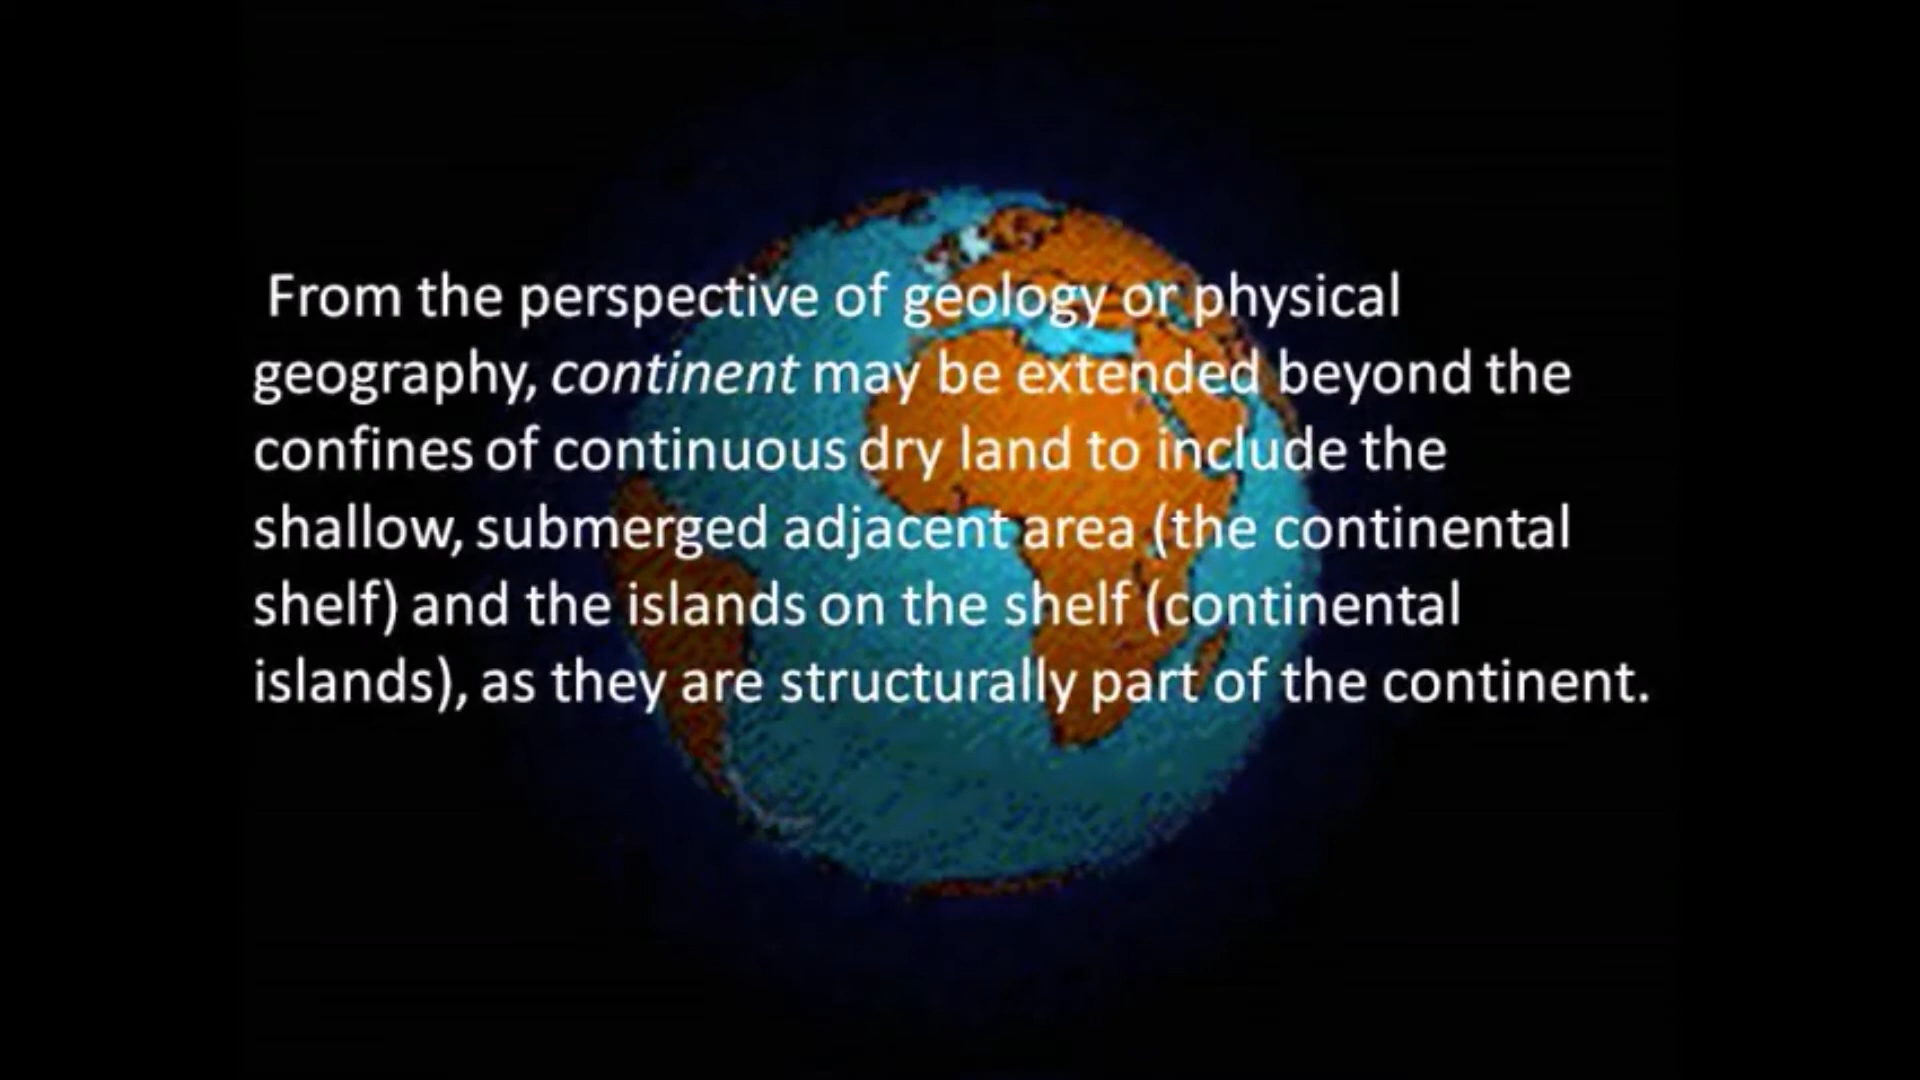 From the perspective of geology or physical
geography, continent may be extended beyond the
confines of continuous dry land to include the
shallow, submerged adjacent area (the continental
shelf) and the islands on the shelf (continental
islands), as they are structurally part of the continent.